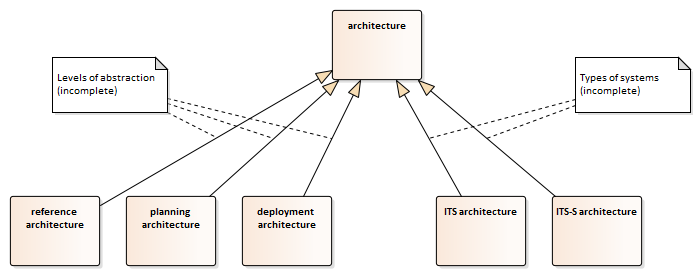 architecture
Levels of abstraction
(incomplete)
Types of systems
(incomplete)
reference
architecture
planning
architecture
deployment
architecture
ITS architecture
ITS-S architecture